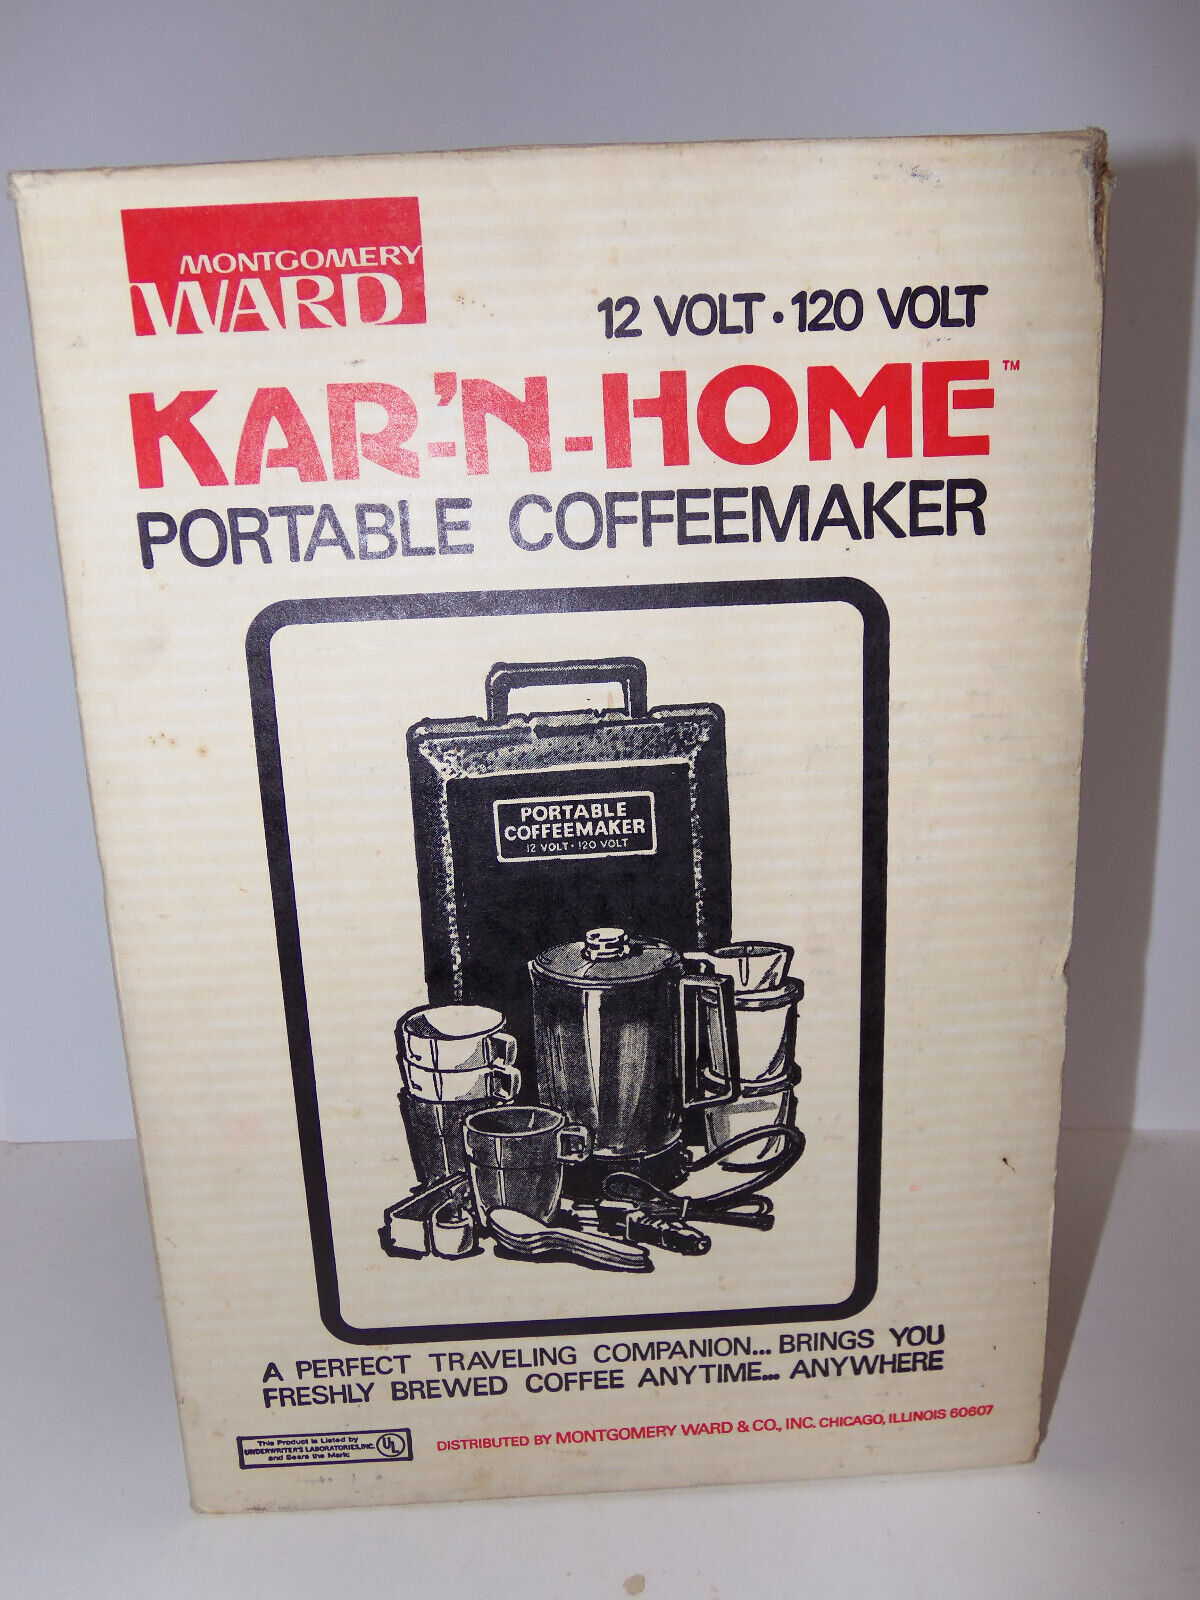 MONTGOMERY
WARD
12 VOLT • 120 VOLT
KAR-'N-HOME™
PORTABLE COFFEEMAKER
PORTABLE
COFFEEMAKER
12 VOLT • 120 VOLT
A PERFECT TRAVELING COMPANION... BRINGS YOU
FRESHLY BREWED COFFEE ANYTIME... ANYWHERE
This Product is Listed by
UNDERWRITER'S LABORATORIES, INC.
and Bears the Mark:
UL
DISTRIBUTED BY MONTGOMERY WARD & CO., INC. CHICAGO, ILLINOIS 60607